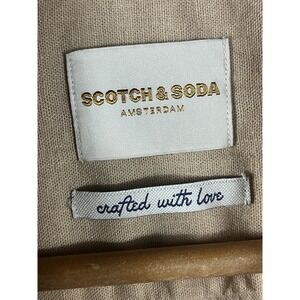 SCOTCH & SODA
AMSTERDAM
crafted with love